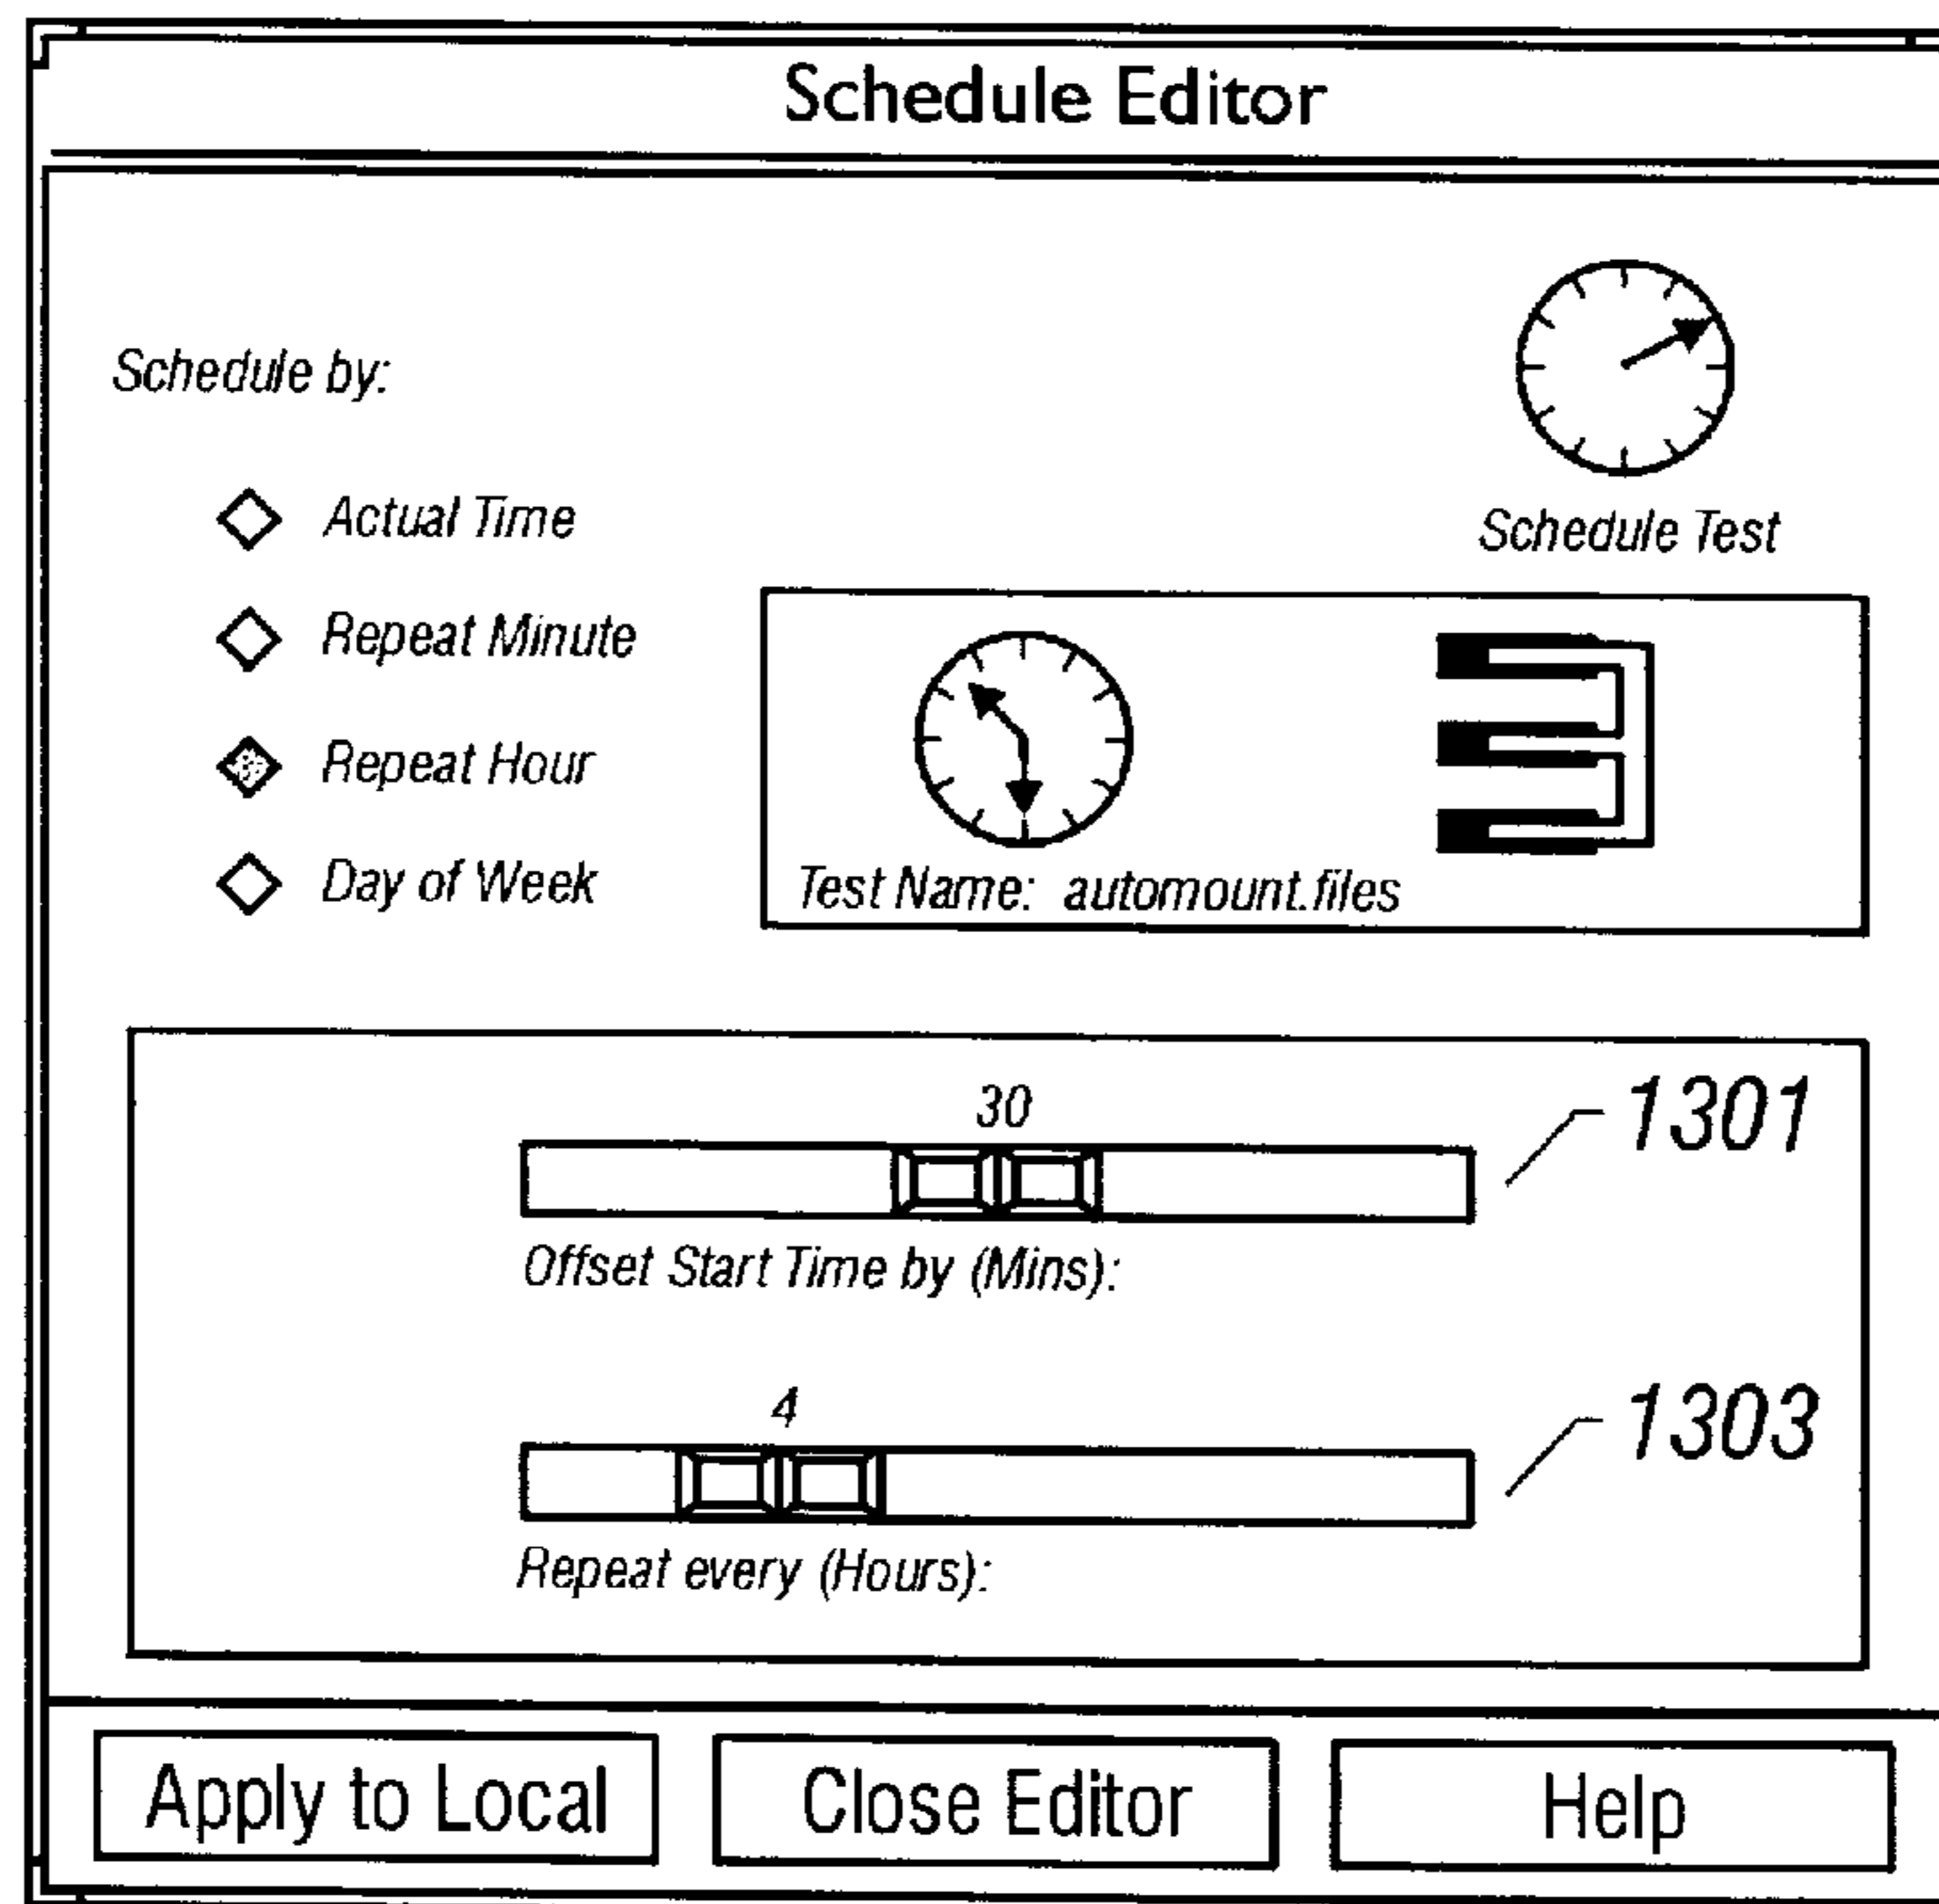 Schedule Editor
Schedule by:
Actual Time
Schedule Test
Repeat Minute
Repeat Hour
Day of Week
Test Name: automount.files
30
1301
Offset Start Time by (Mins):
4
1303
Repeat every (Hours):
Apply to Local
Close Editor
Help